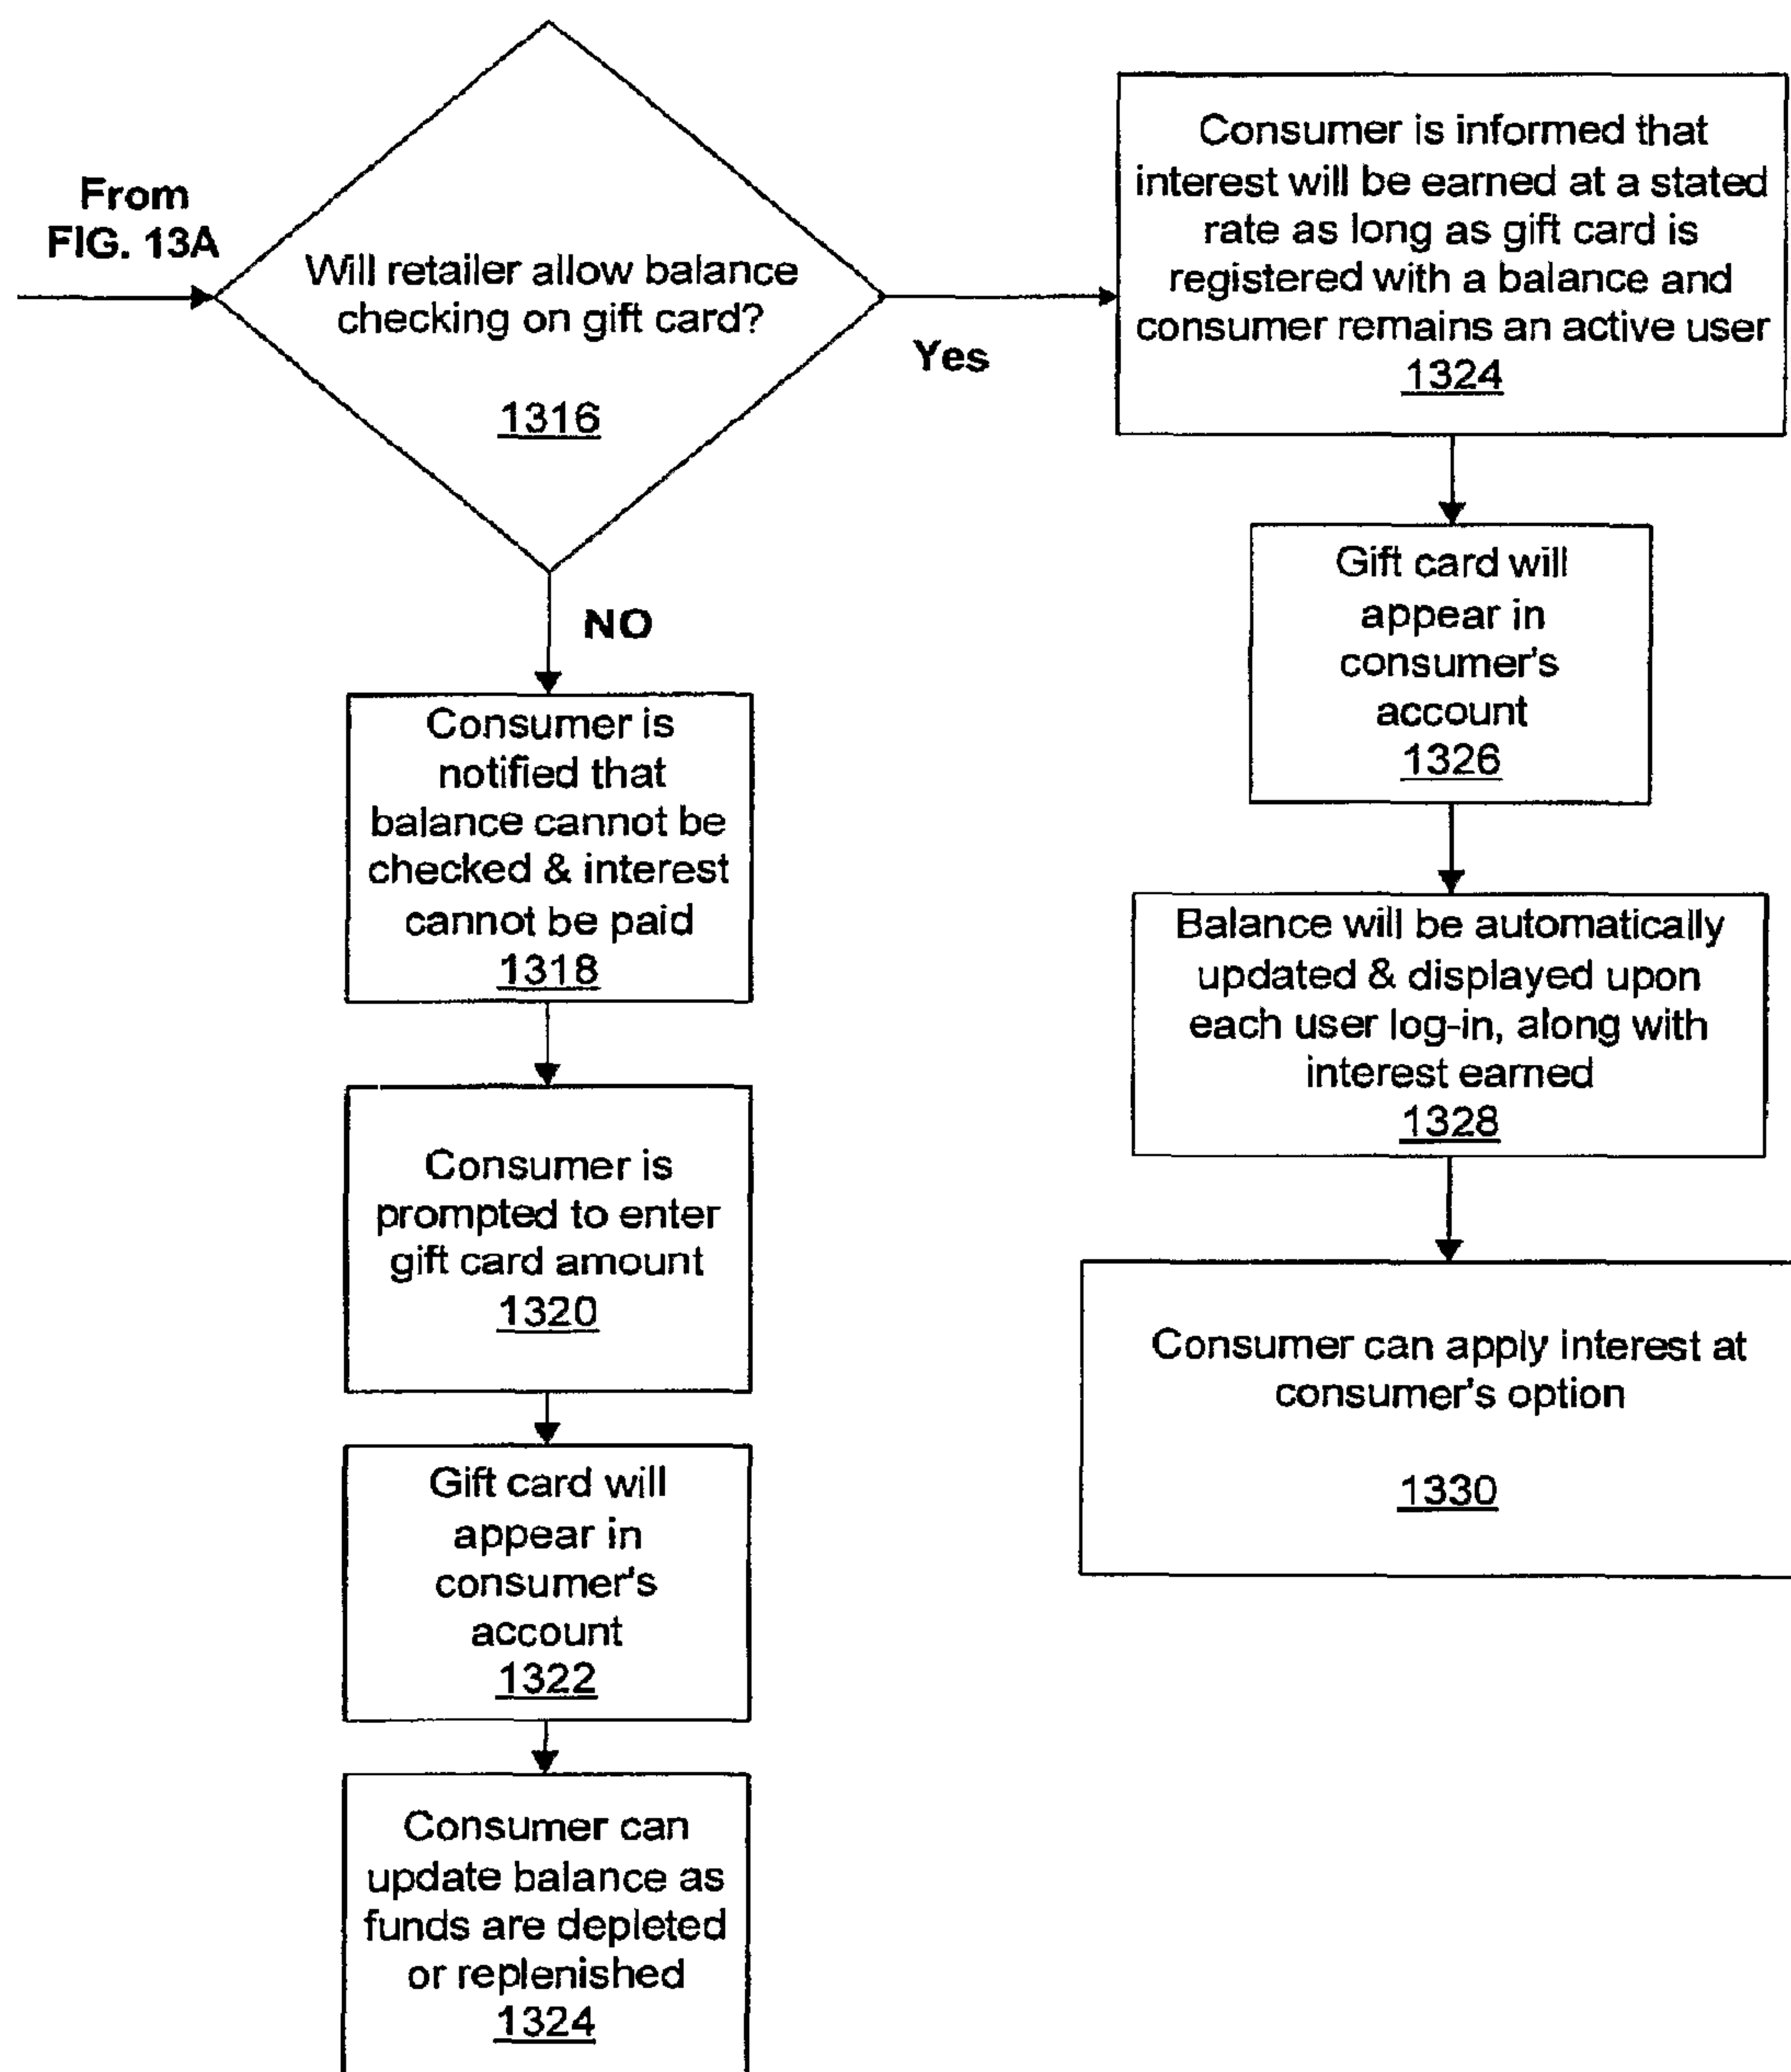 From
FIG. 13A
Will retailer allow balance
checking on gift card?
1316
Yes
NO
Consumer is
notified that
balance cannot be
checked & interest
cannot be paid
1318
Consumer is
prompted to enter
gift card amount
1320
Gift card will
appear in
consumer's
account
1322
Consumer can
update balance as
funds are depleted
or replenished
1324
Consumer is informed that
interest will be earned at a stated
rate as long as gift card is
registered with a balance and
consumer remains an active user
1324
Gift card will
appear in
consumer's
account
1326
Balance will be automatically
updated & displayed upon
each user log-in, along with
interest earned
1328
Consumer can apply interest at
consumer's option
1330